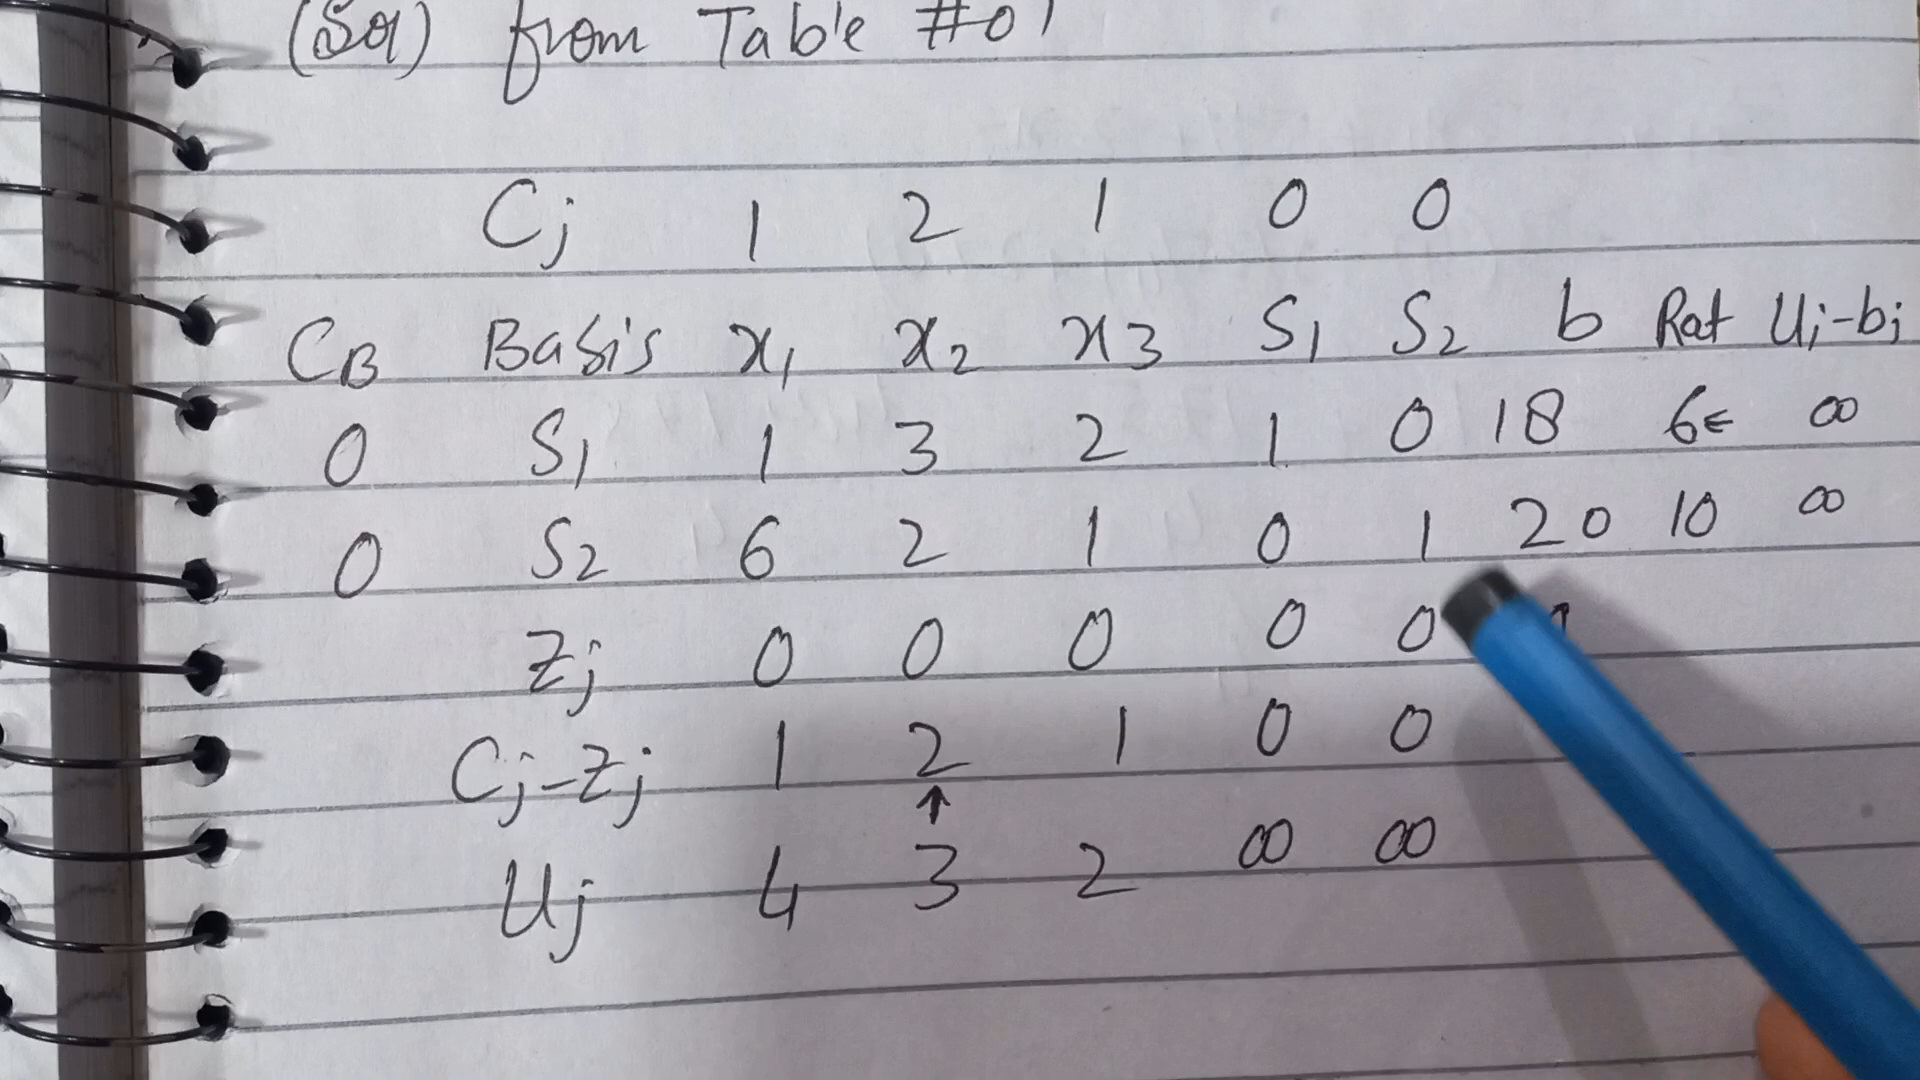 (Sol) from Table #01
Cj 1 2 1 0 0
CB Basis x1 x2 x3 S1 S2 b Rat Uj-bj
0 S1 1 3 2 1 0 18 6← ∞
0 S2 6 2 1 0 1 20 10 ∞
Zj 0 0 0 0 0
Cj-Zj 1 2 1 0 0
↑
Uj 4 3 2 ∞ ∞